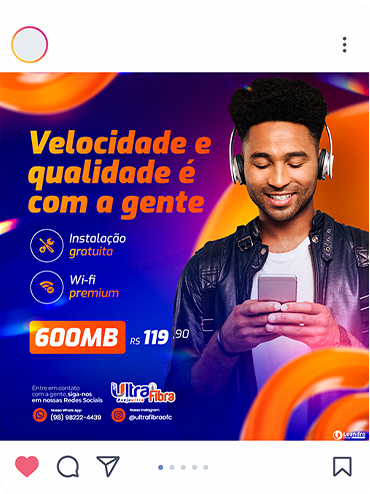 Velocidade e
qualidade é
com a gente
Instalação
gratuita
Wi-fi
premium
600MB R$ 119,90
Entre em contato
com a gente, siga-nos
em nossas Redes Sociais
Ultra
Fibra
Nosso Whats App
(98) 98222-4439
Nosso Instagram
@ultrafibraofc
Leandro